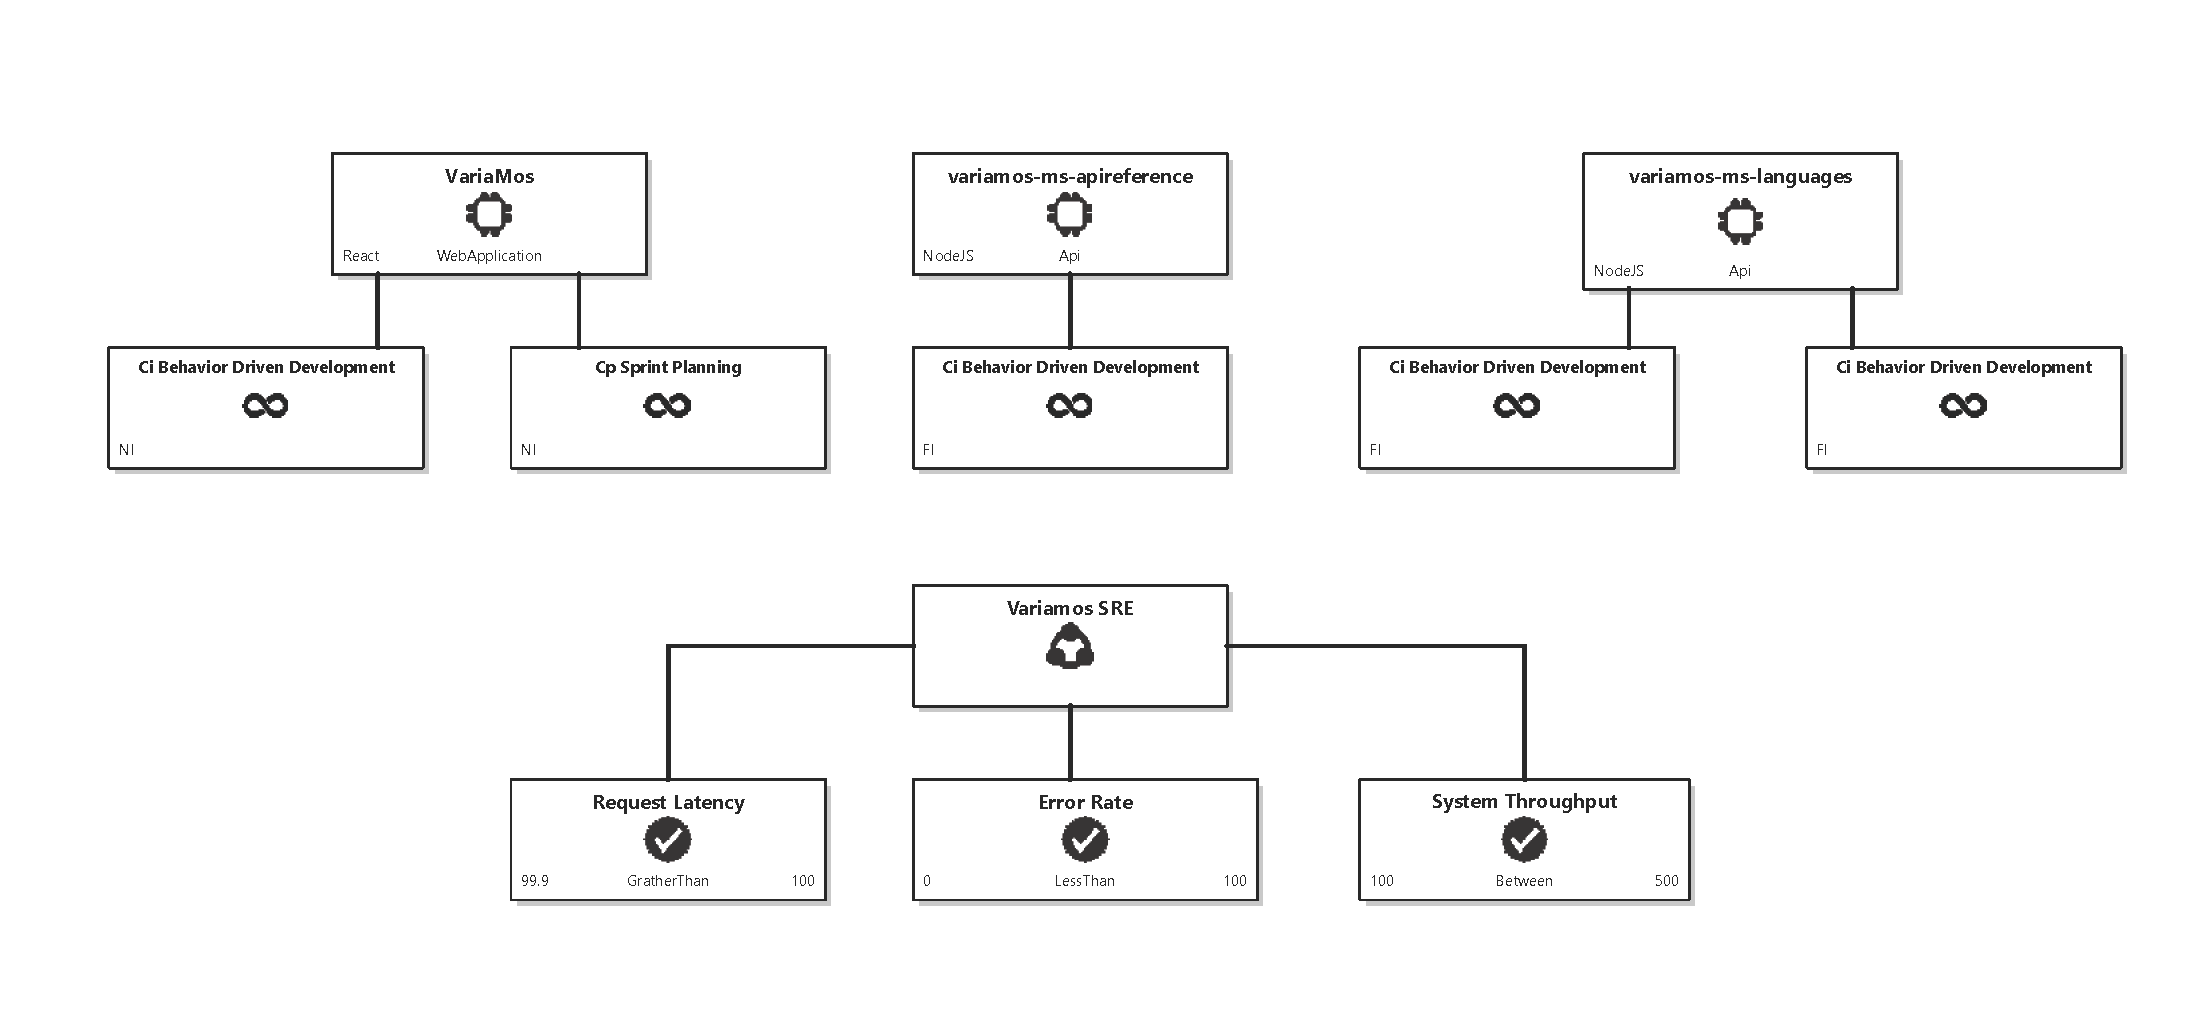 VariaMos
React WebApplication
variamos-ms-apireference
NodeJS Api
variamos-ms-languages
NodeJS Api
Ci Behavior Driven Development
NI
Cp Sprint Planning
NI
Ci Behavior Driven Development
FI
Ci Behavior Driven Development
FI
Ci Behavior Driven Development
FI
Variamos SRE
Request Latency
99.9 GratherThan 100
Error Rate
0 LessThan 100
System Throughput
100 Between 500